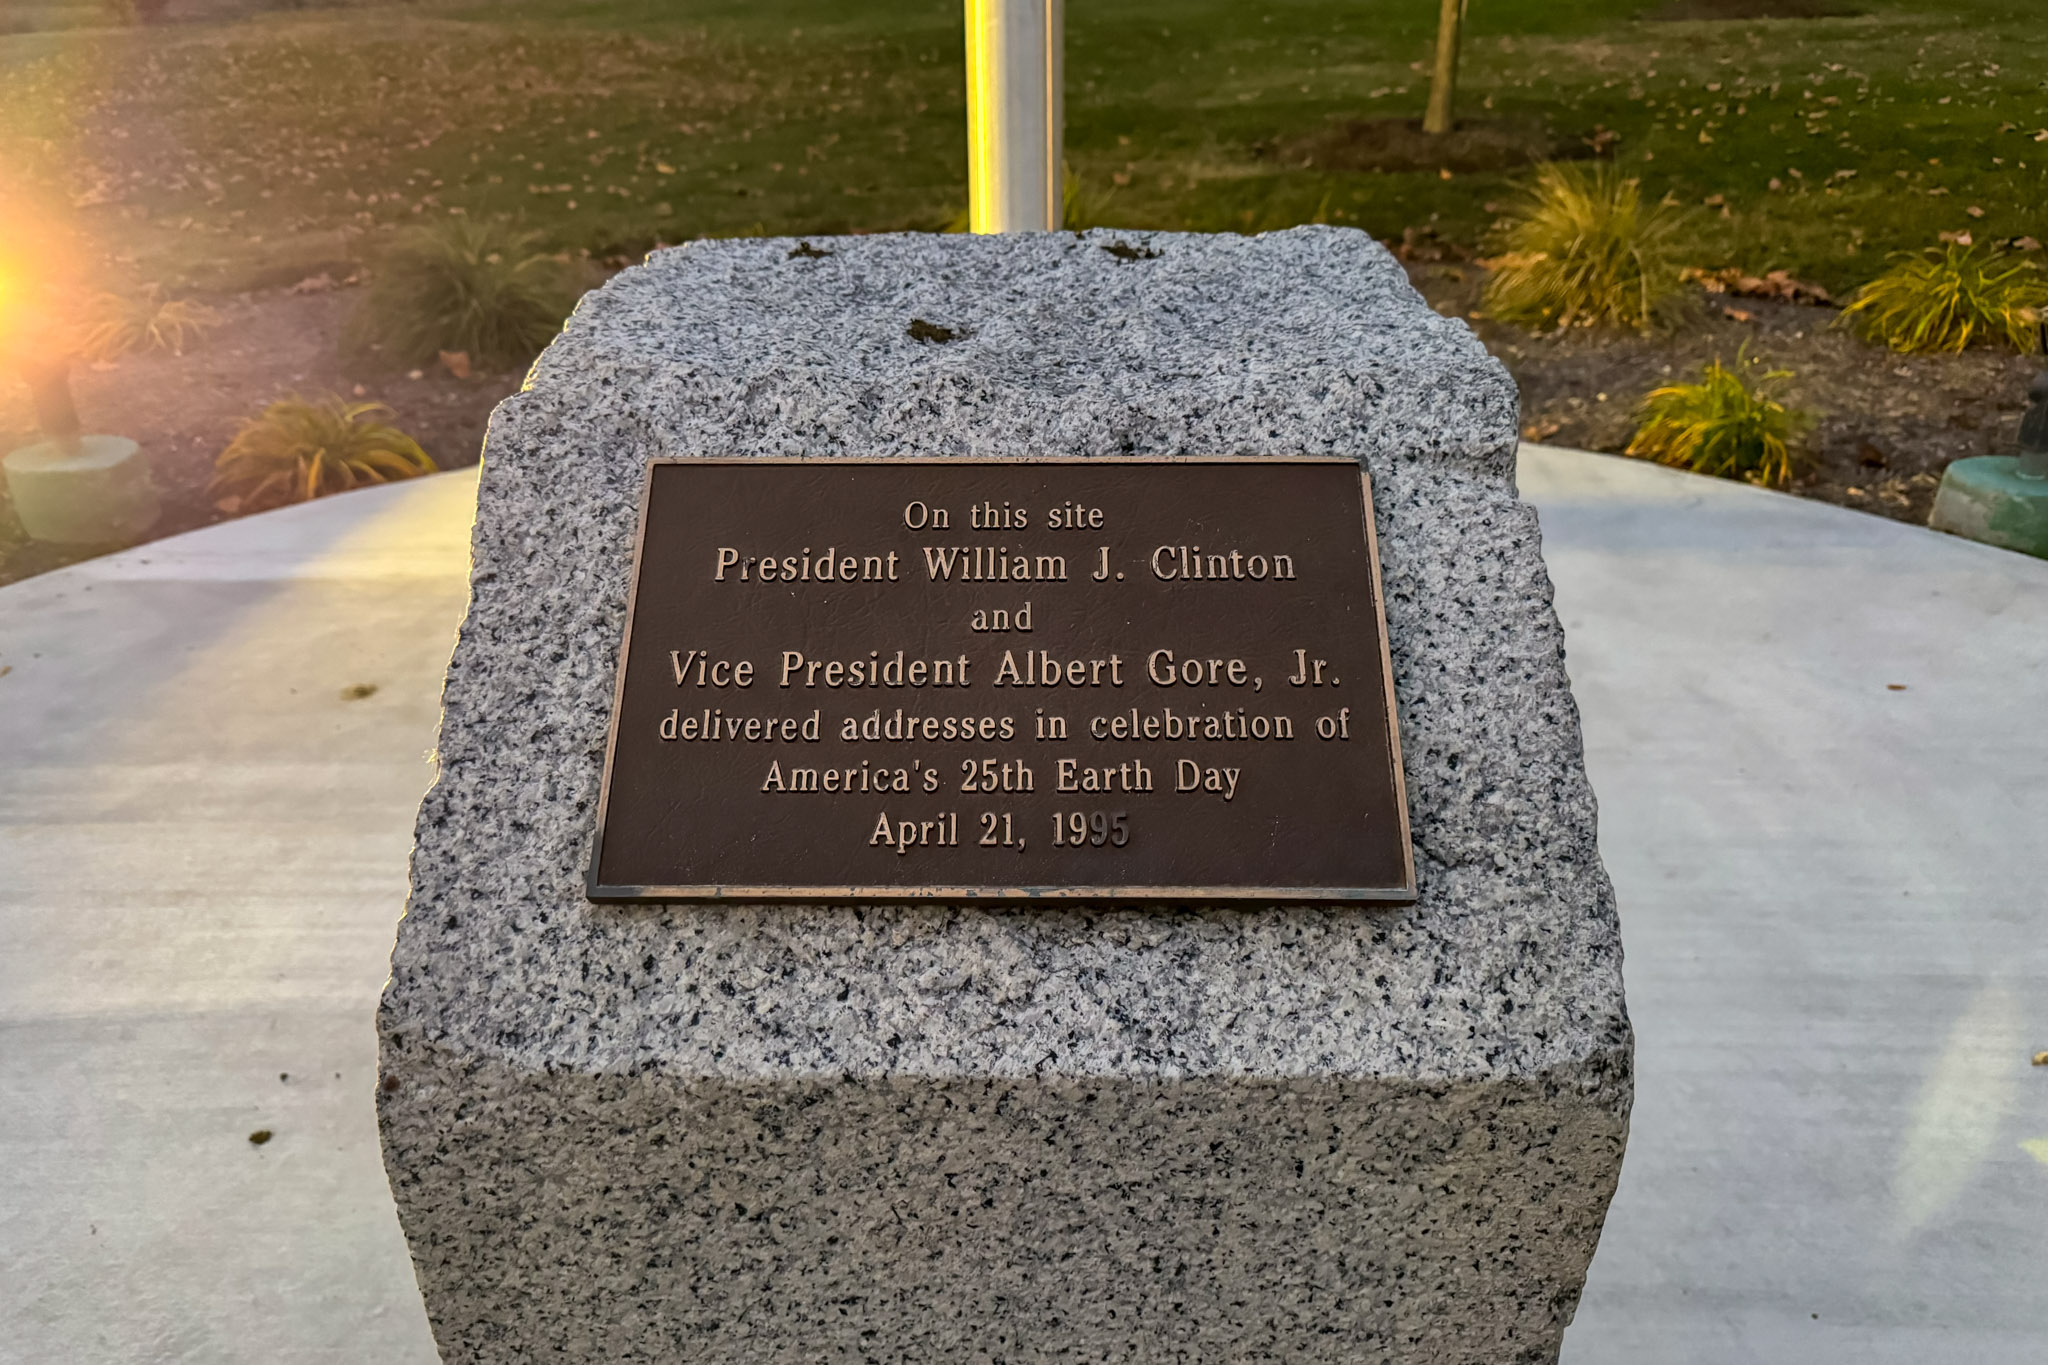 On this site
President William J. Clinton
and
Vice President Albert Gore, Jr.
delivered addresses in celebration of
America's 25th Earth Day
April 21, 1995